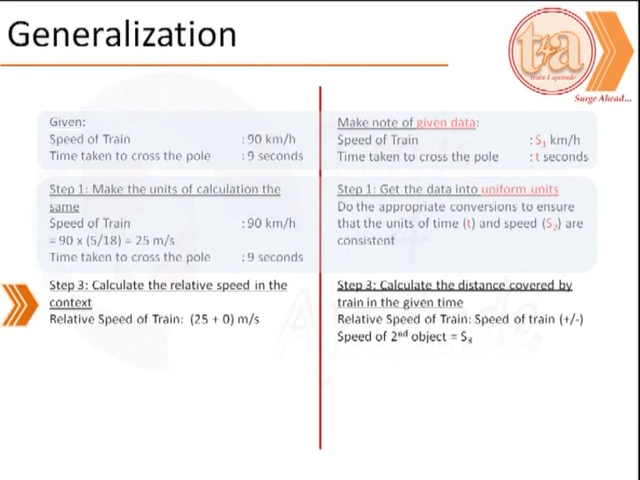 Generalization
t4a
train 4 aptitude
Surge Ahead...
Given:
Speed of Train : 90 km/h
Time taken to cross the pole : 9 seconds
Step 1: Make the units of calculation the
same
Speed of Train : 90 km/h
= 90 x (5/18) = 25 m/s
Time taken to cross the pole : 9 seconds
Step 3: Calculate the relative speed in the
context
Relative Speed of Train: (25 + 0) m/s
Make note of given data:
Speed of Train : S₁ km/h
Time taken to cross the pole : t seconds
Step 1: Get the data into uniform units
Do the appropriate conversions to ensure
that the units of time (t) and speed (S₂) are
consistent
Step 3: Calculate the distance covered by
train in the given time
Relative Speed of Train: Speed of train (+/-)
Speed of 2nd object = S₃